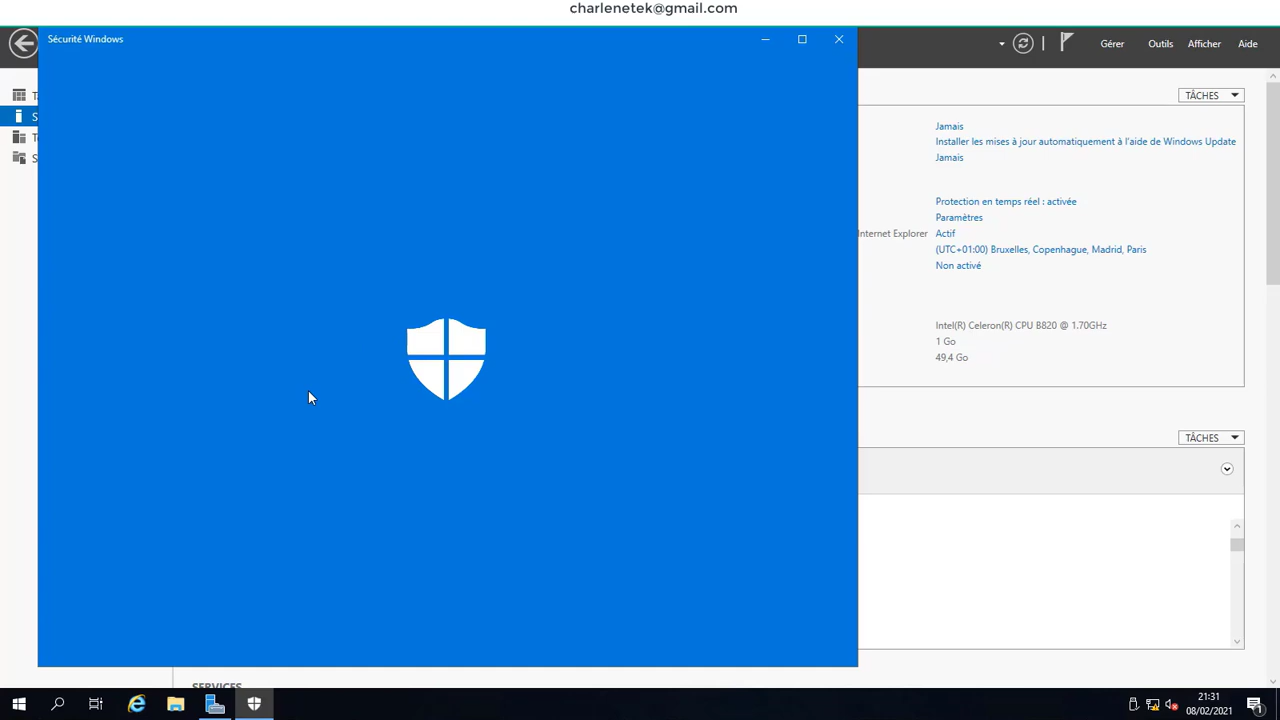 charlenetek@gmail.com
Sécurité Windows
Gérer
Outils
Afficher
Aide
TÂCHES
Jamais
Installer les mises à jour automatiquement à l'aide de Windows Update
Jamais
Protection en temps réel : activée
Paramètres
Internet Explorer
Actif
(UTC+01:00) Bruxelles, Copenhague, Madrid, Paris
Non activé
Intel(R) Celeron(R) CPU B820 @ 1.70GHz
1 Go
49,4 Go
TÂCHES
SERVICES
21:31
08/02/2021
1